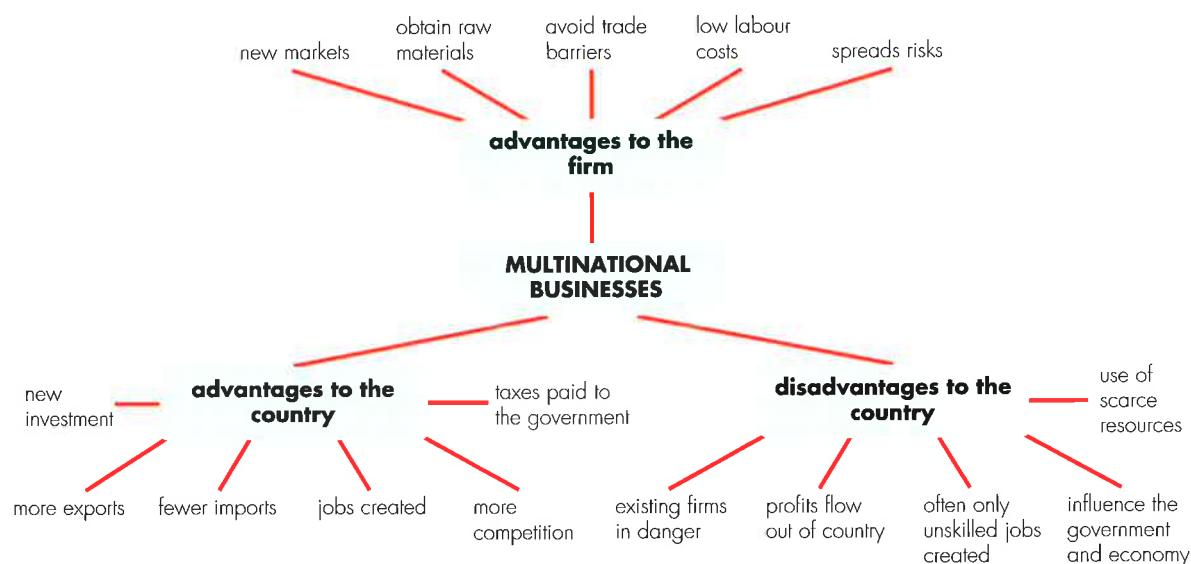 new markets
obtain raw
materials
avoid trade
barriers
low labour
costs
spreads risks
advantages to the
firm
MULTINATIONAL
BUSINESSES
advantages to the
country
new
investment
taxes paid to
the government
more exports
fewer imports
jobs created
more
competition
disadvantages to the
country
use of
scarce
resources
existing firms
in danger
profits flow
out of country
often only
unskilled jobs
created
influence the
government
and economy